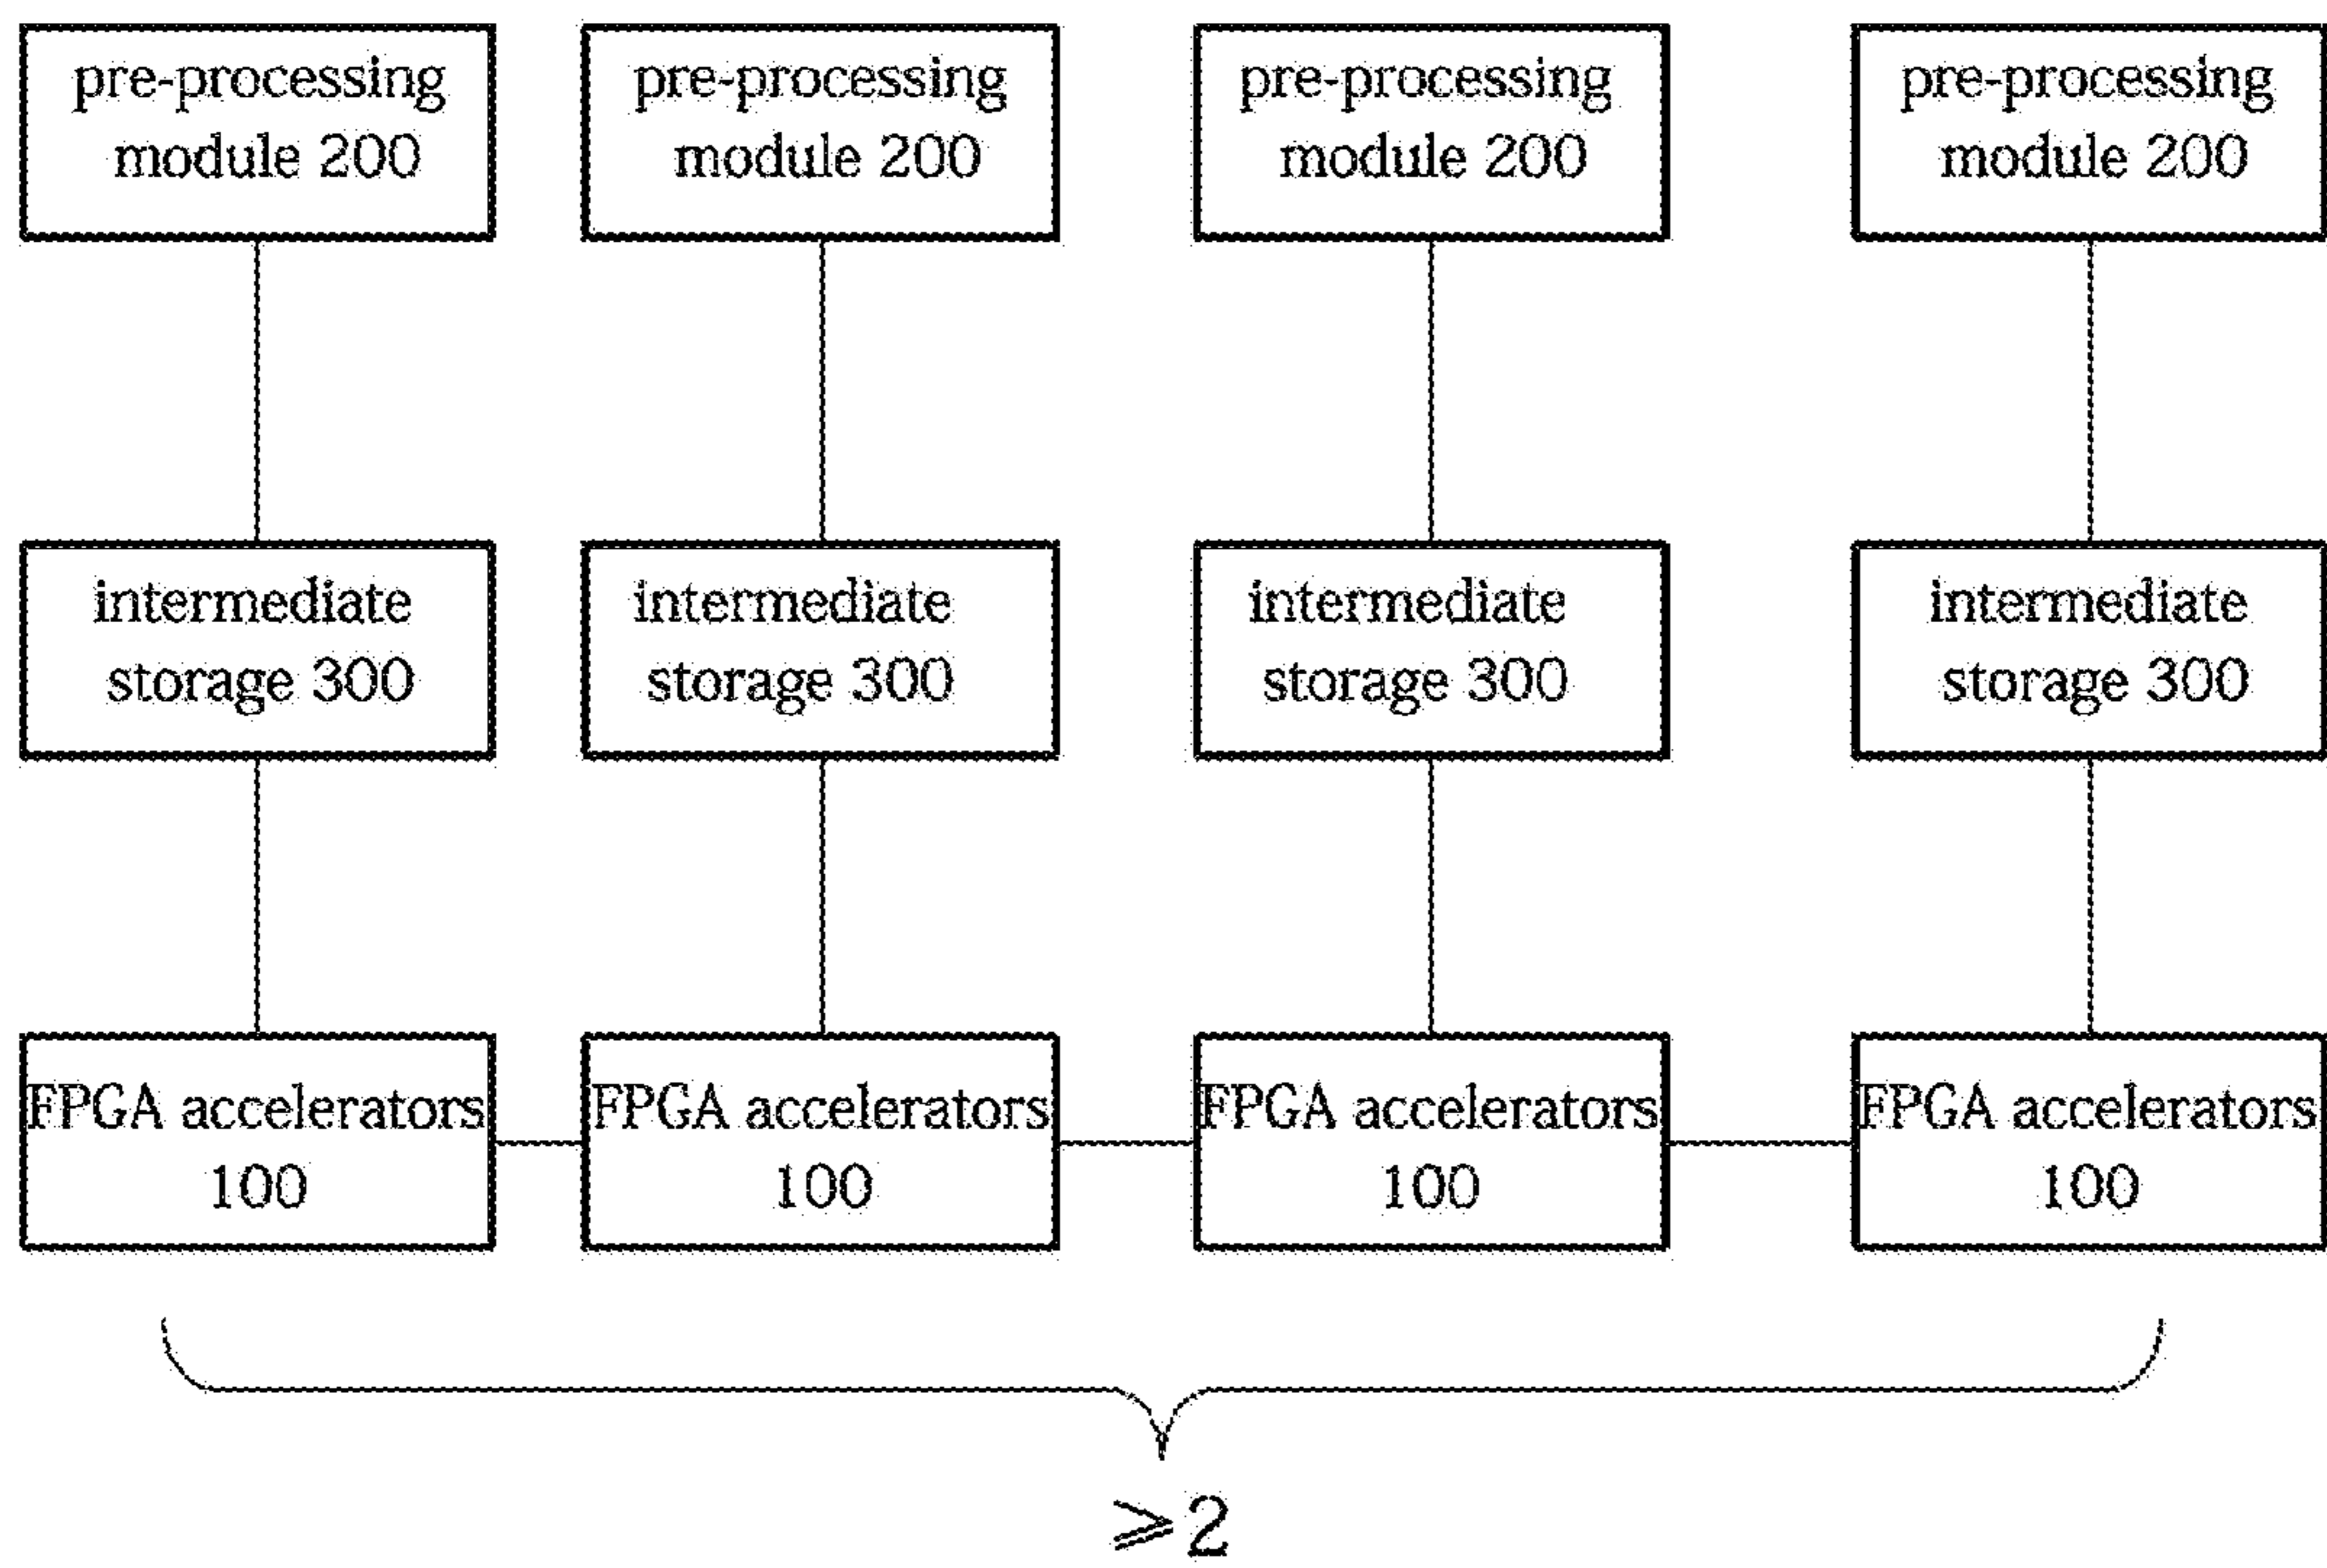 pre-processing
module 200
pre-processing
module 200
pre-processing
module 200
pre-processing
module 200
intermediate
storage 300
intermediate
storage 300
intermediate
storage 300
intermediate
storage 300
FPGA accelerators
100
FPGA accelerators
100
FPGA accelerators
100
FPGA accelerators
100
⩾2